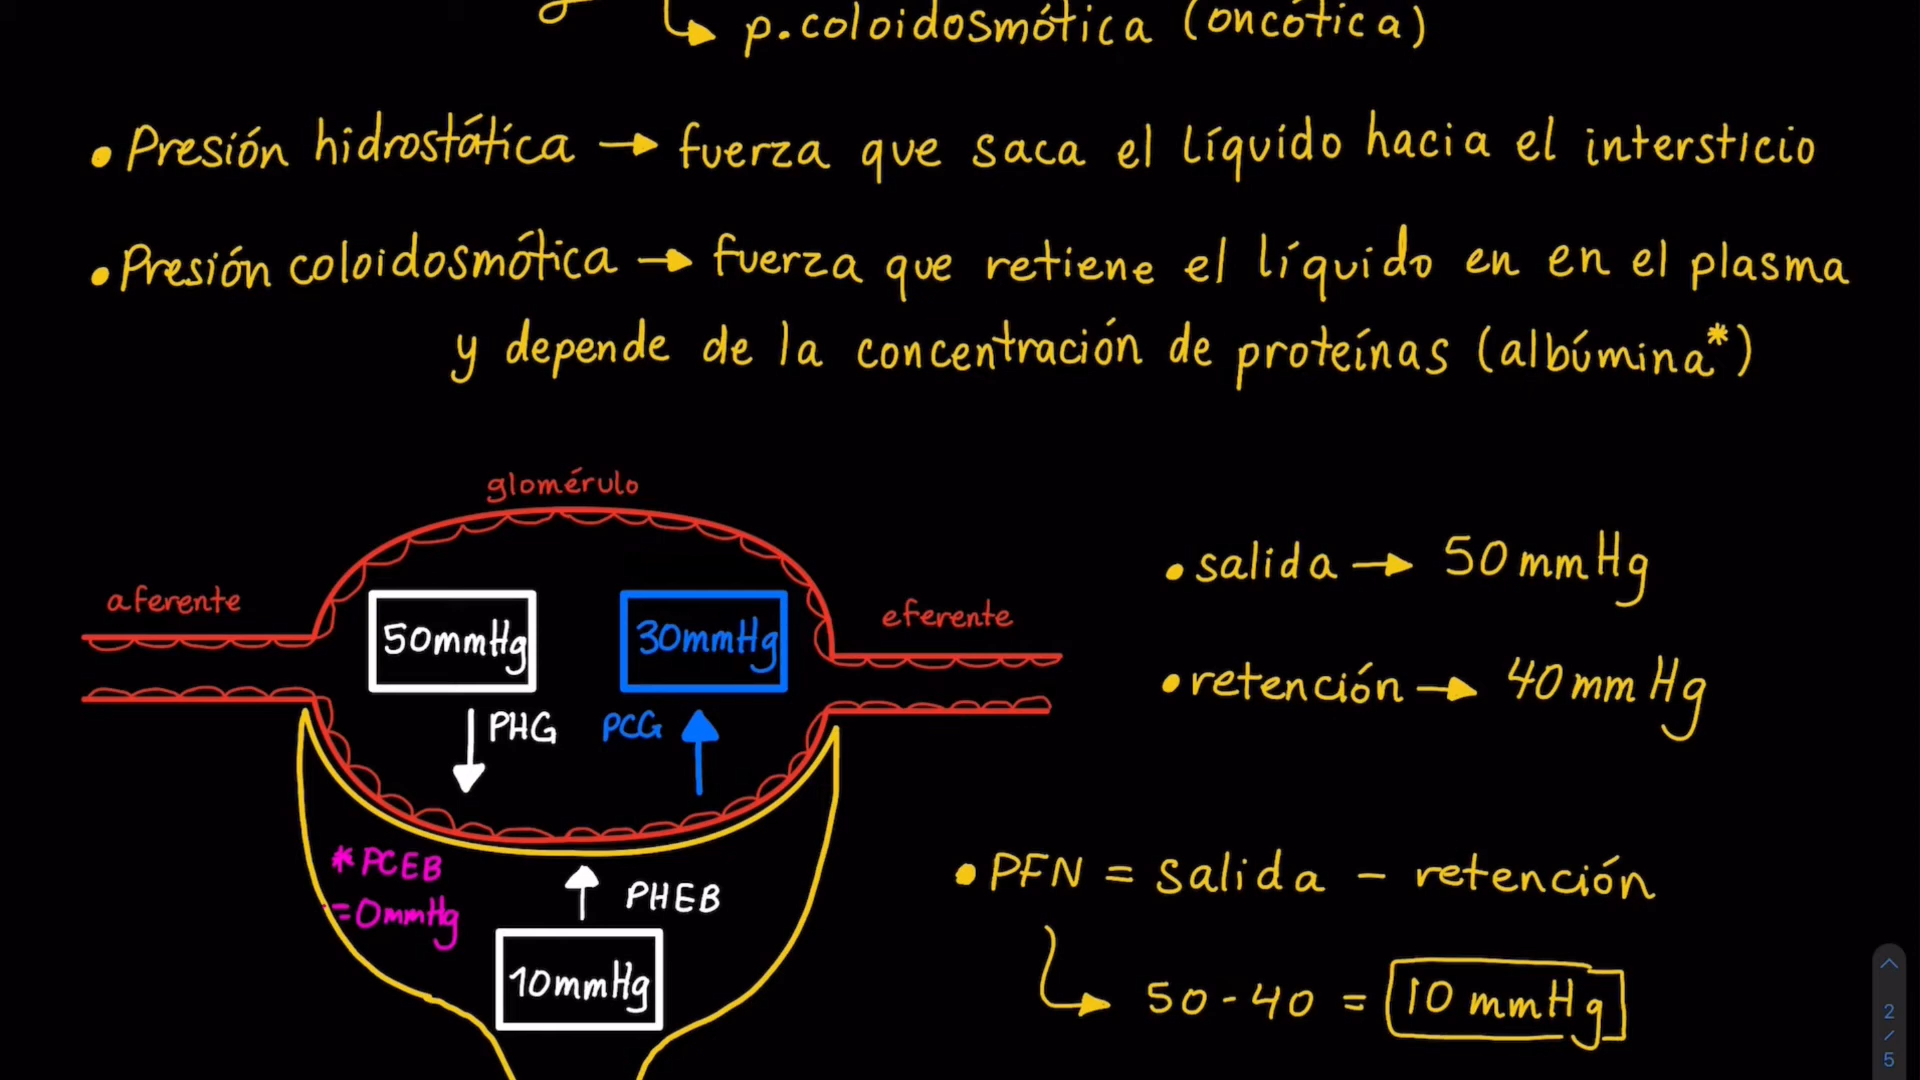 ↳ p.coloidosmótica (oncótica)
• Presión hidrostática → fuerza que saca el líquido hacia el intersticio
• Presión coloidosmótica → fuerza que retiene el líquido en en el plasma
y depende de la concentración de proteínas (albúmina*)
glomérulo
aferente
eferente
50mmHg
30mmHg
PHG
PCG
* PCEB
=0mmHg
PHEB
10mmHg
• salida → 50 mmHg
• retención → 40 mmHg
• PFN = salida - retención
↳ 50 - 40 = 10 mmHg
2
/
5